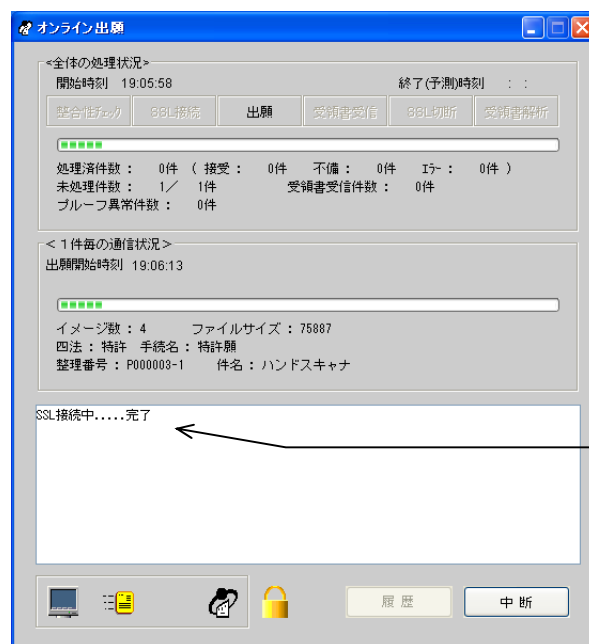 オンライン出願
<全体の処理状況>
開始時刻 19:05:58 終了(予測)時刻 : :
整合性チェック SSL接続 出願 受領書受信 SSL切断 受領書解析
処理済件数： 0件 ( 接受： 0件 不備： 0件 エラー： 0件 )
未処理件数： 1／ 1件 受領書受信件数： 0件
プルーフ異常件数： 0件
<１件毎の通信状況>
出願開始時刻 19:06:13
イメージ数：4 ファイルサイズ：75887
四法：特許 手続名：特許願
整理番号：P000003-1 件名：ハンドスキャナ
SSL接続中.....完了
履歴 中断